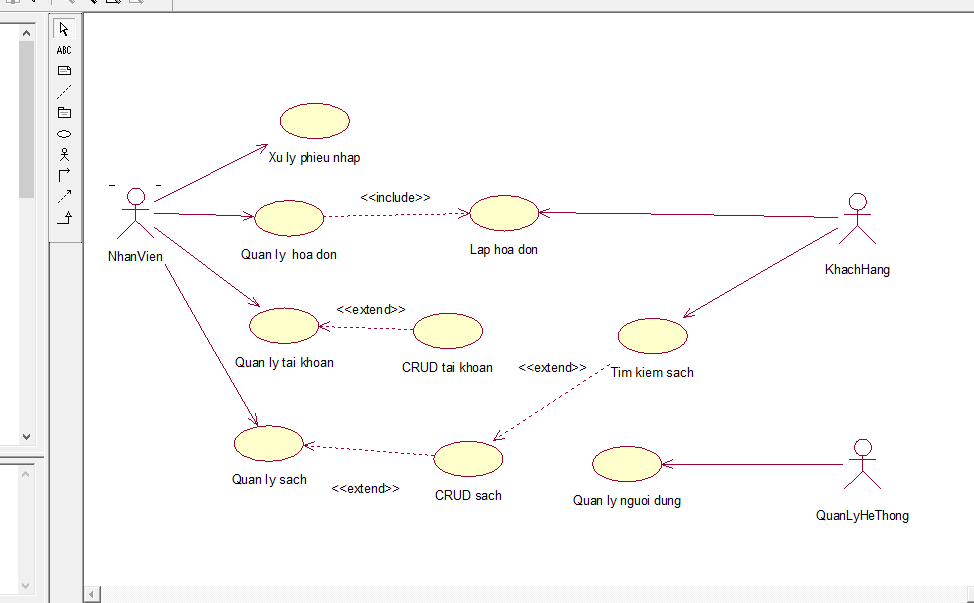 ABC
Xu ly phieu nhap
<<include>>
NhanVien
Quan ly hoa don
Lap hoa don
KhachHang
<<extend>>
Quan ly tai khoan
CRUD tai khoan
<<extend>>
Tim kiem sach
Quan ly sach
<<extend>>
CRUD sach
Quan ly nguoi dung
QuanLyHeThong